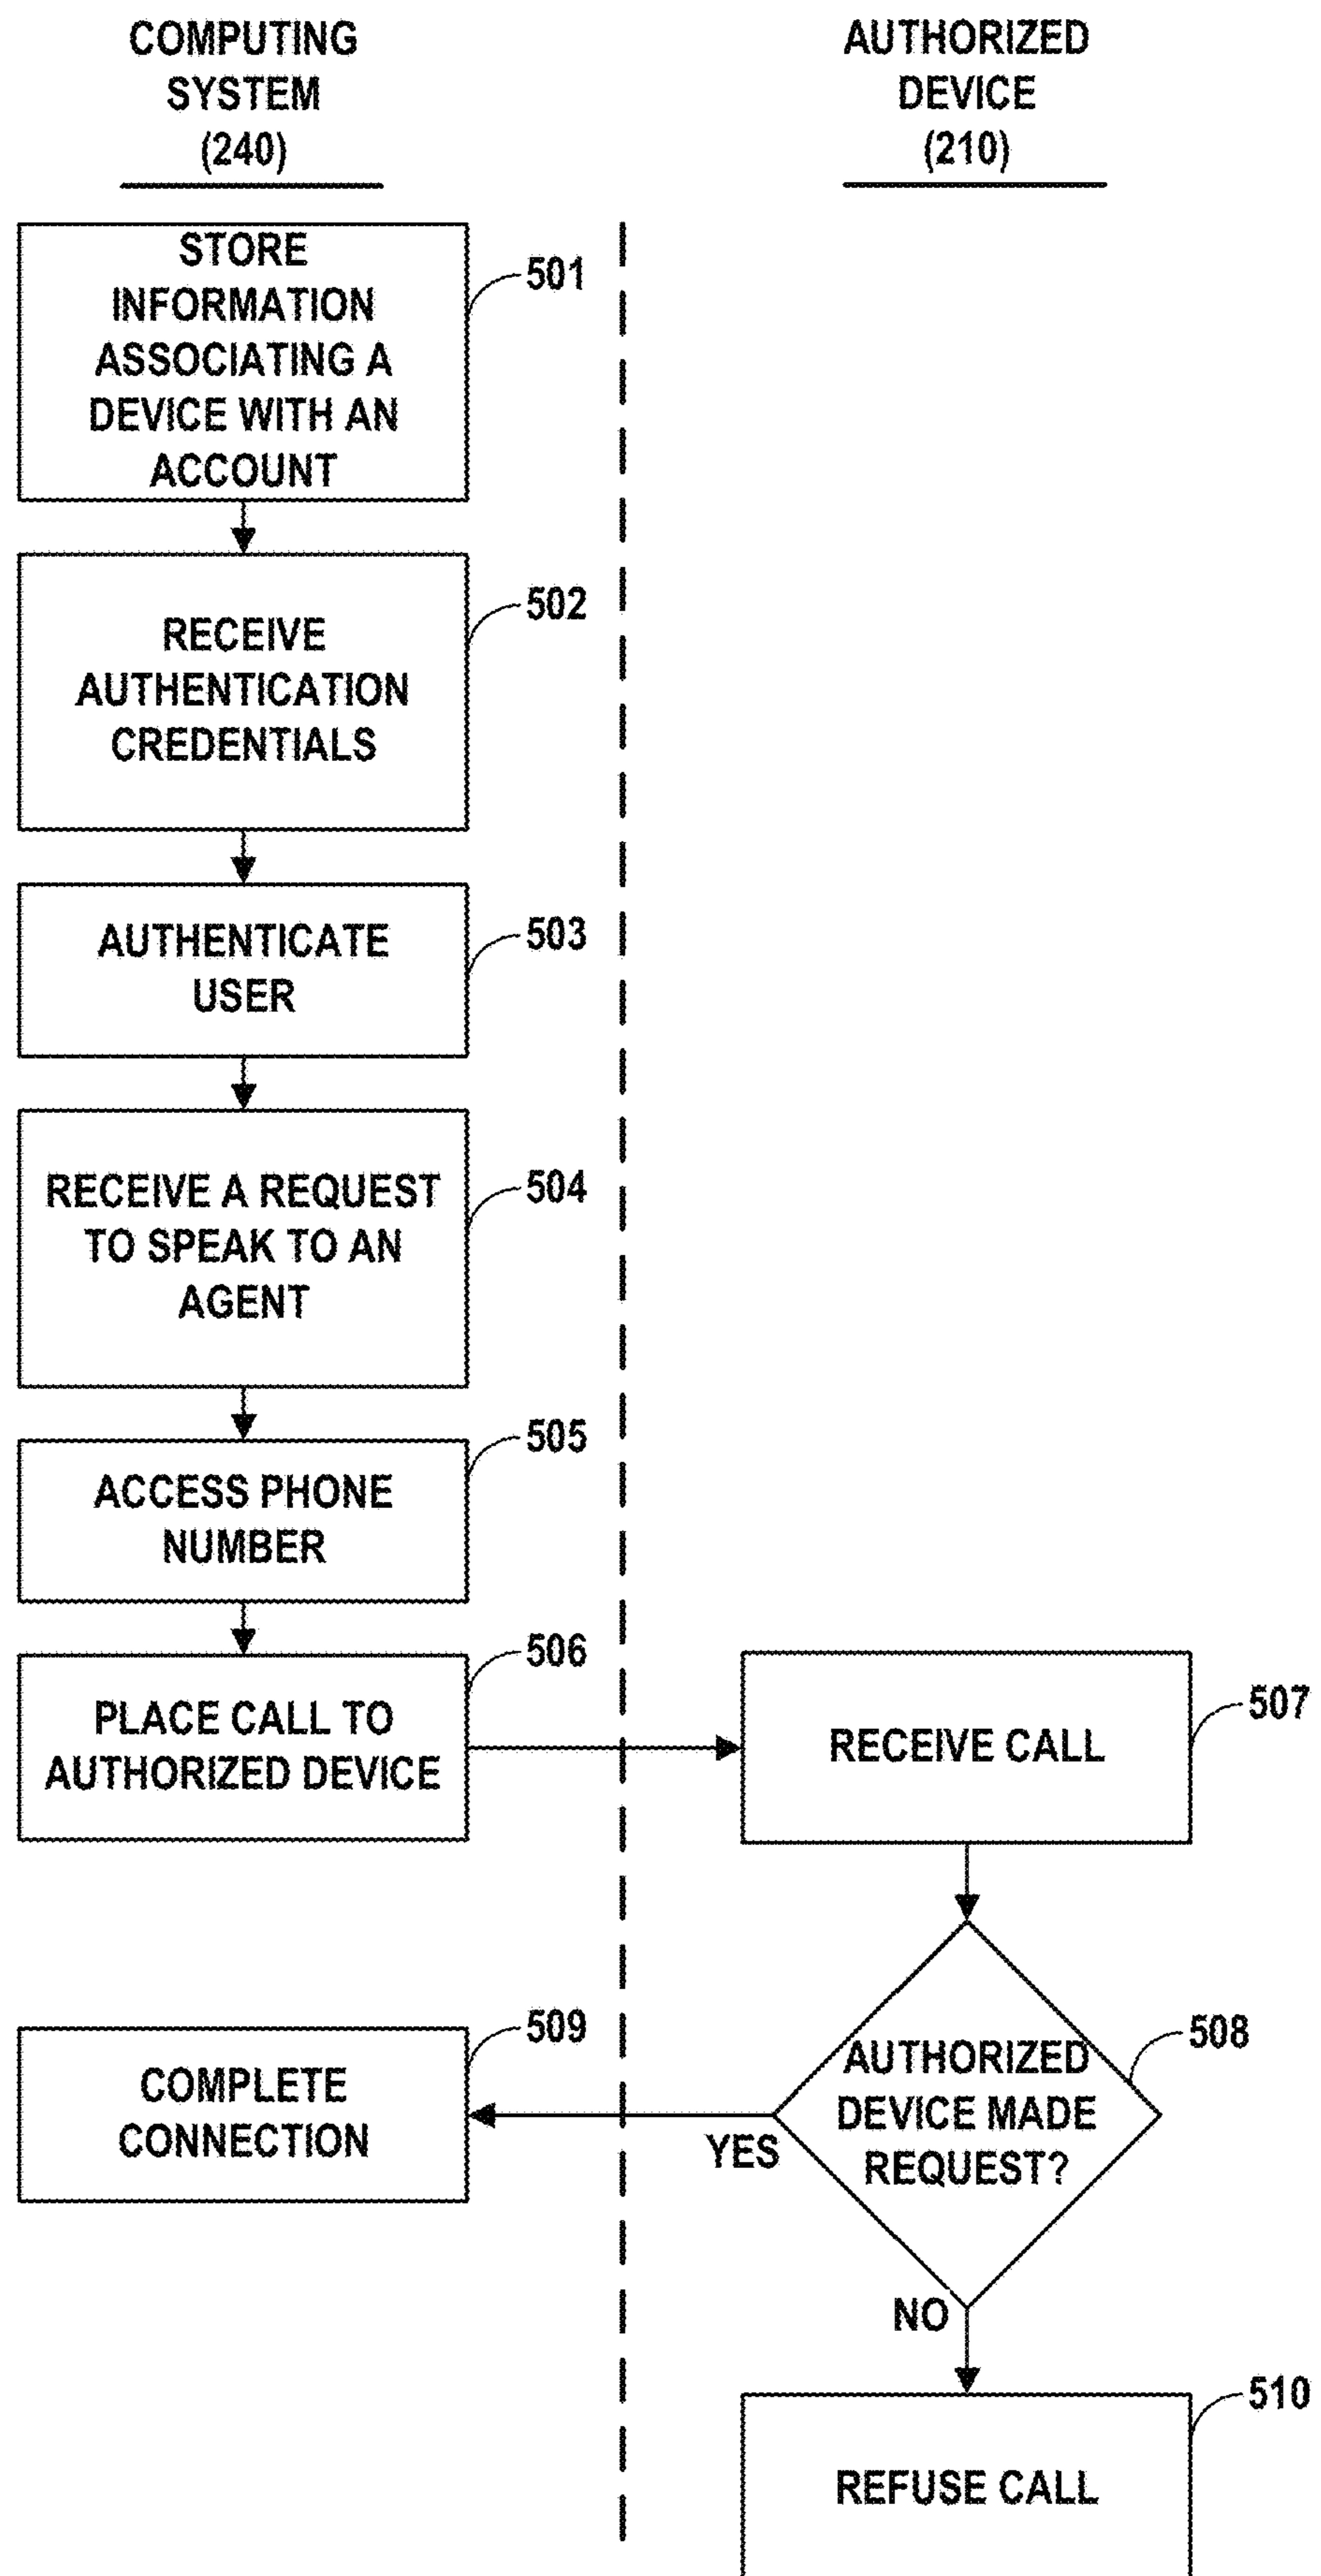 COMPUTING
SYSTEM
(240)
AUTHORIZED
DEVICE
(210)
STORE
INFORMATION
ASSOCIATING A
DEVICE WITH AN
ACCOUNT
501
RECEIVE
AUTHENTICATION
CREDENTIALS
502
AUTHENTICATE
USER
503
RECEIVE A REQUEST
TO SPEAK TO AN
AGENT
504
ACCESS PHONE
NUMBER
505
PLACE CALL TO
AUTHORIZED DEVICE
506
RECEIVE CALL
507
AUTHORIZED
DEVICE MADE
REQUEST?
508
YES
COMPLETE
CONNECTION
509
NO
REFUSE CALL
510